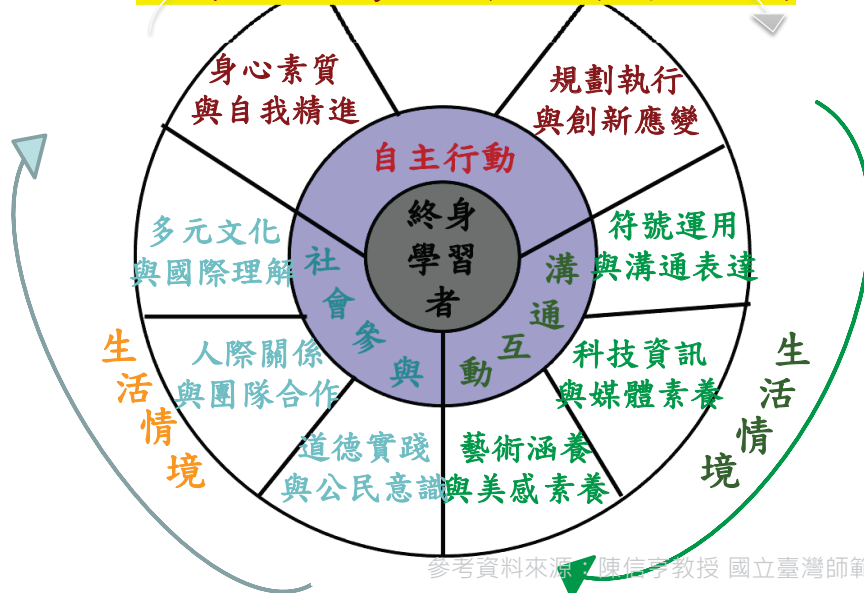 身心素質
與自我精進
規劃執行
與創新應變
自主行動
終身
學習
者
多元文化
與國際理解
社會參與
溝通互動
符號運用
與溝通表達
人際關係
與團隊合作
科技資訊
與媒體素養
生活情境
生活情境
道德實踐
與公民意識
藝術涵養
與美感素養
參考資料來源：陳信亨教授 國立臺灣師範